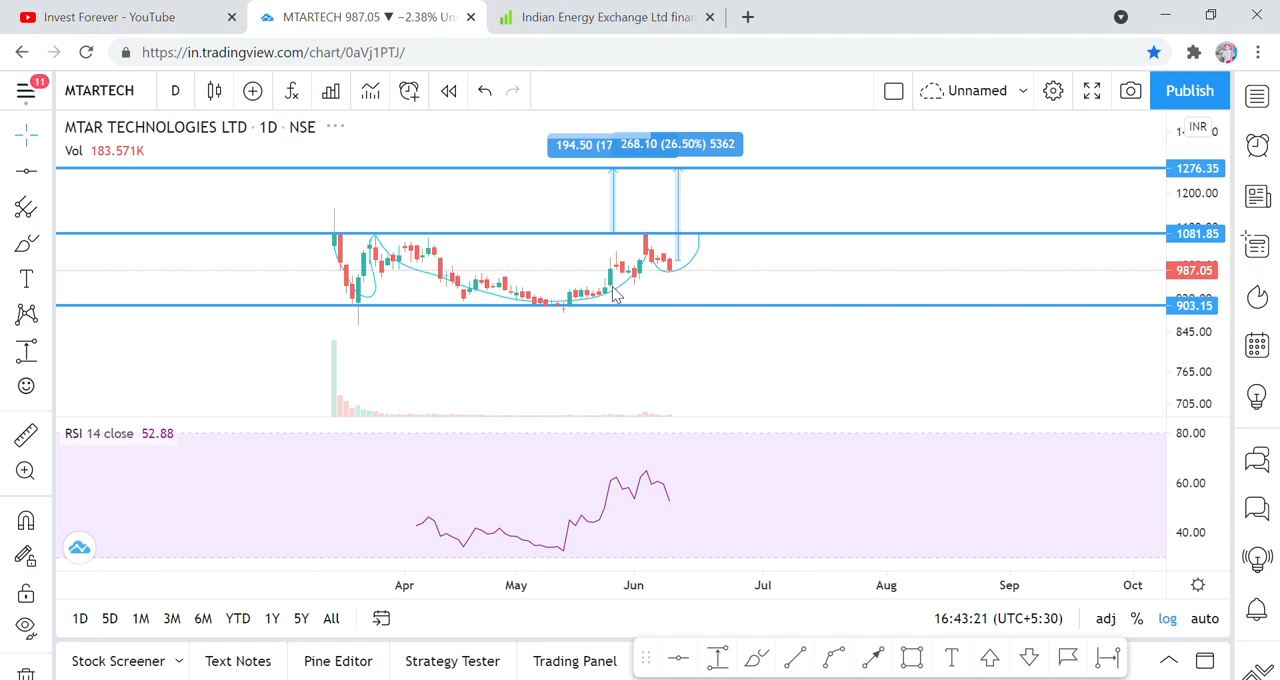 Invest Forever - YouTube
MTARTECH 987.05 ▼ −2.38% Un
Indian Energy Exchange Ltd finan
https://in.tradingview.com/chart/0aVj1PTJ/
11
MTARTECH
D
Unnamed
Publish
MTAR TECHNOLOGIES LTD · 1D · NSE
INR
Vol 183.571K
194.50 (17
268.10 (26.50%) 5362
1276.35
1200.00
1081.85
987.05
903.15
845.00
765.00
705.00
RSI 14 close 52.88
80.00
60.00
40.00
Apr May Jun Jul Aug Sep Oct
1D 5D 1M 3M 6M YTD 1Y 5Y All
16:43:21 (UTC+5:30)
adj % log auto
Stock Screener
Text Notes
Pine Editor
Strategy Tester
Trading Panel